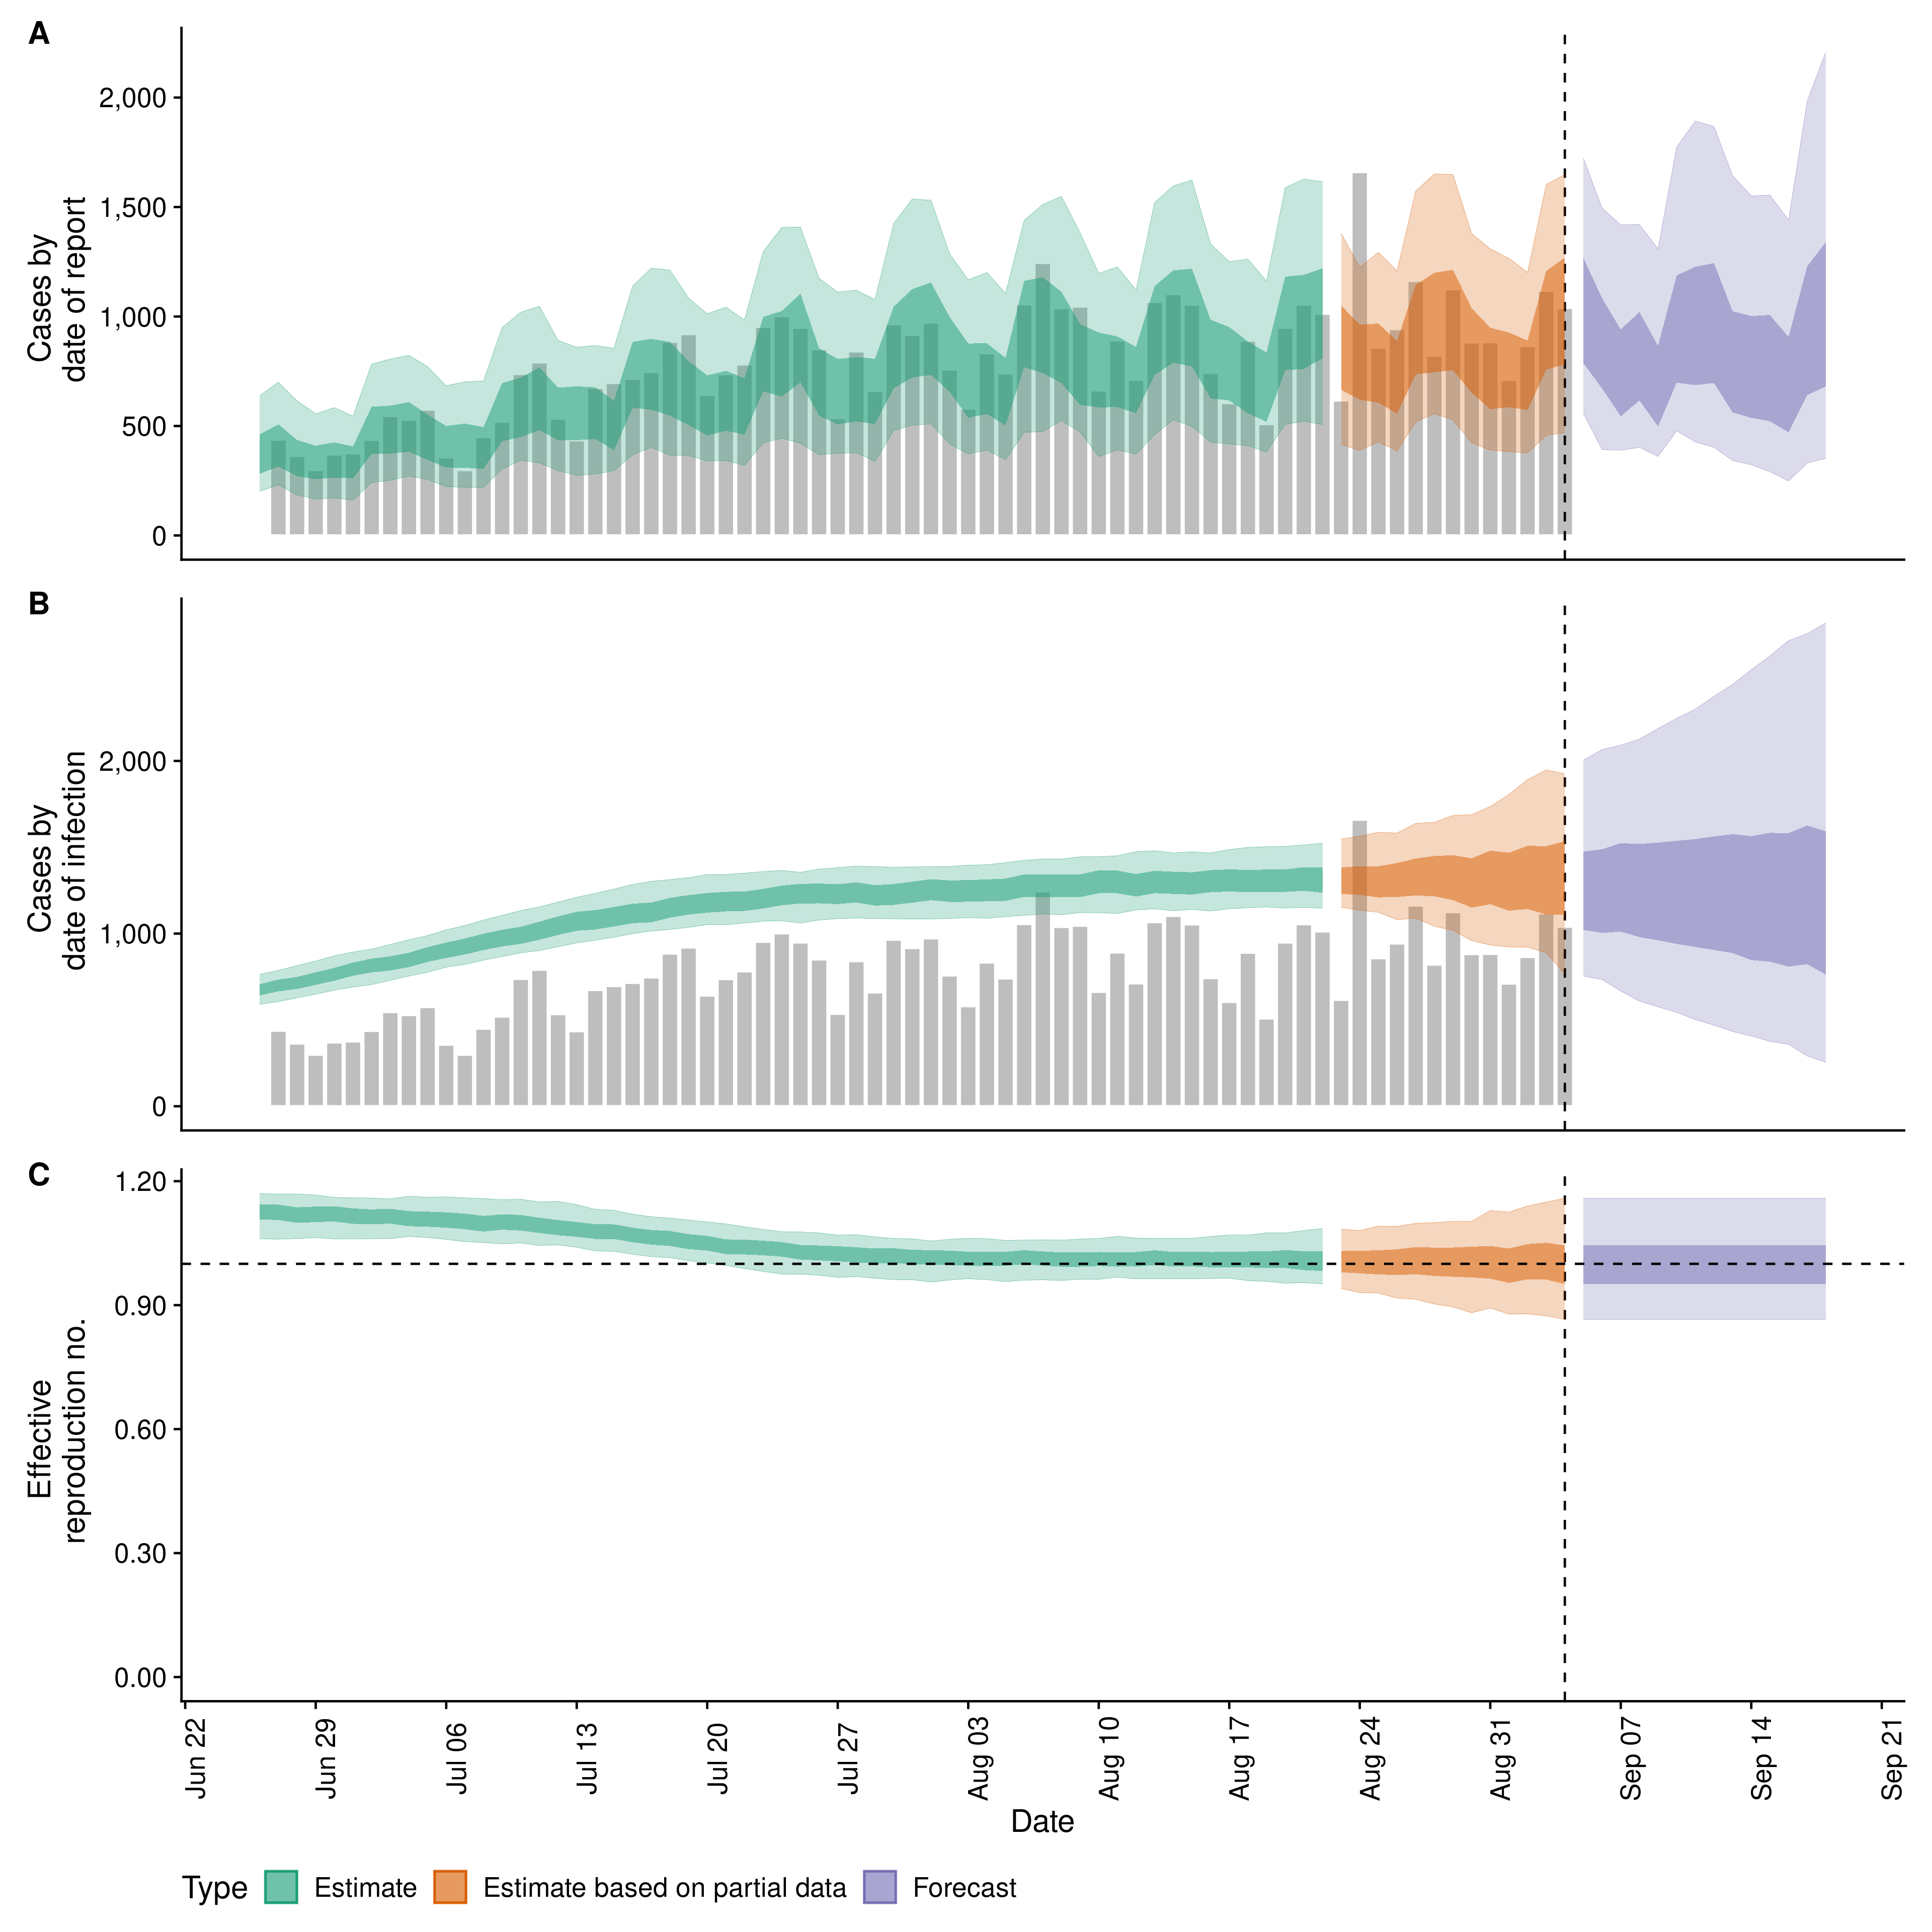 A
Cases by
date of report
2,000
1,500
1,000
500
0
B
Cases by
date of infection
2,000
1,000
0
C
Effective
reproduction no.
1.20
0.90
0.60
0.30
0.00
Jun 22
Jun 29
Jul 06
Jul 13
Jul 20
Jul 27
Aug 03
Aug 10
Aug 17
Aug 24
Aug 31
Sep 07
Sep 14
Sep 21
Date
Type Estimate Estimate based on partial data Forecast